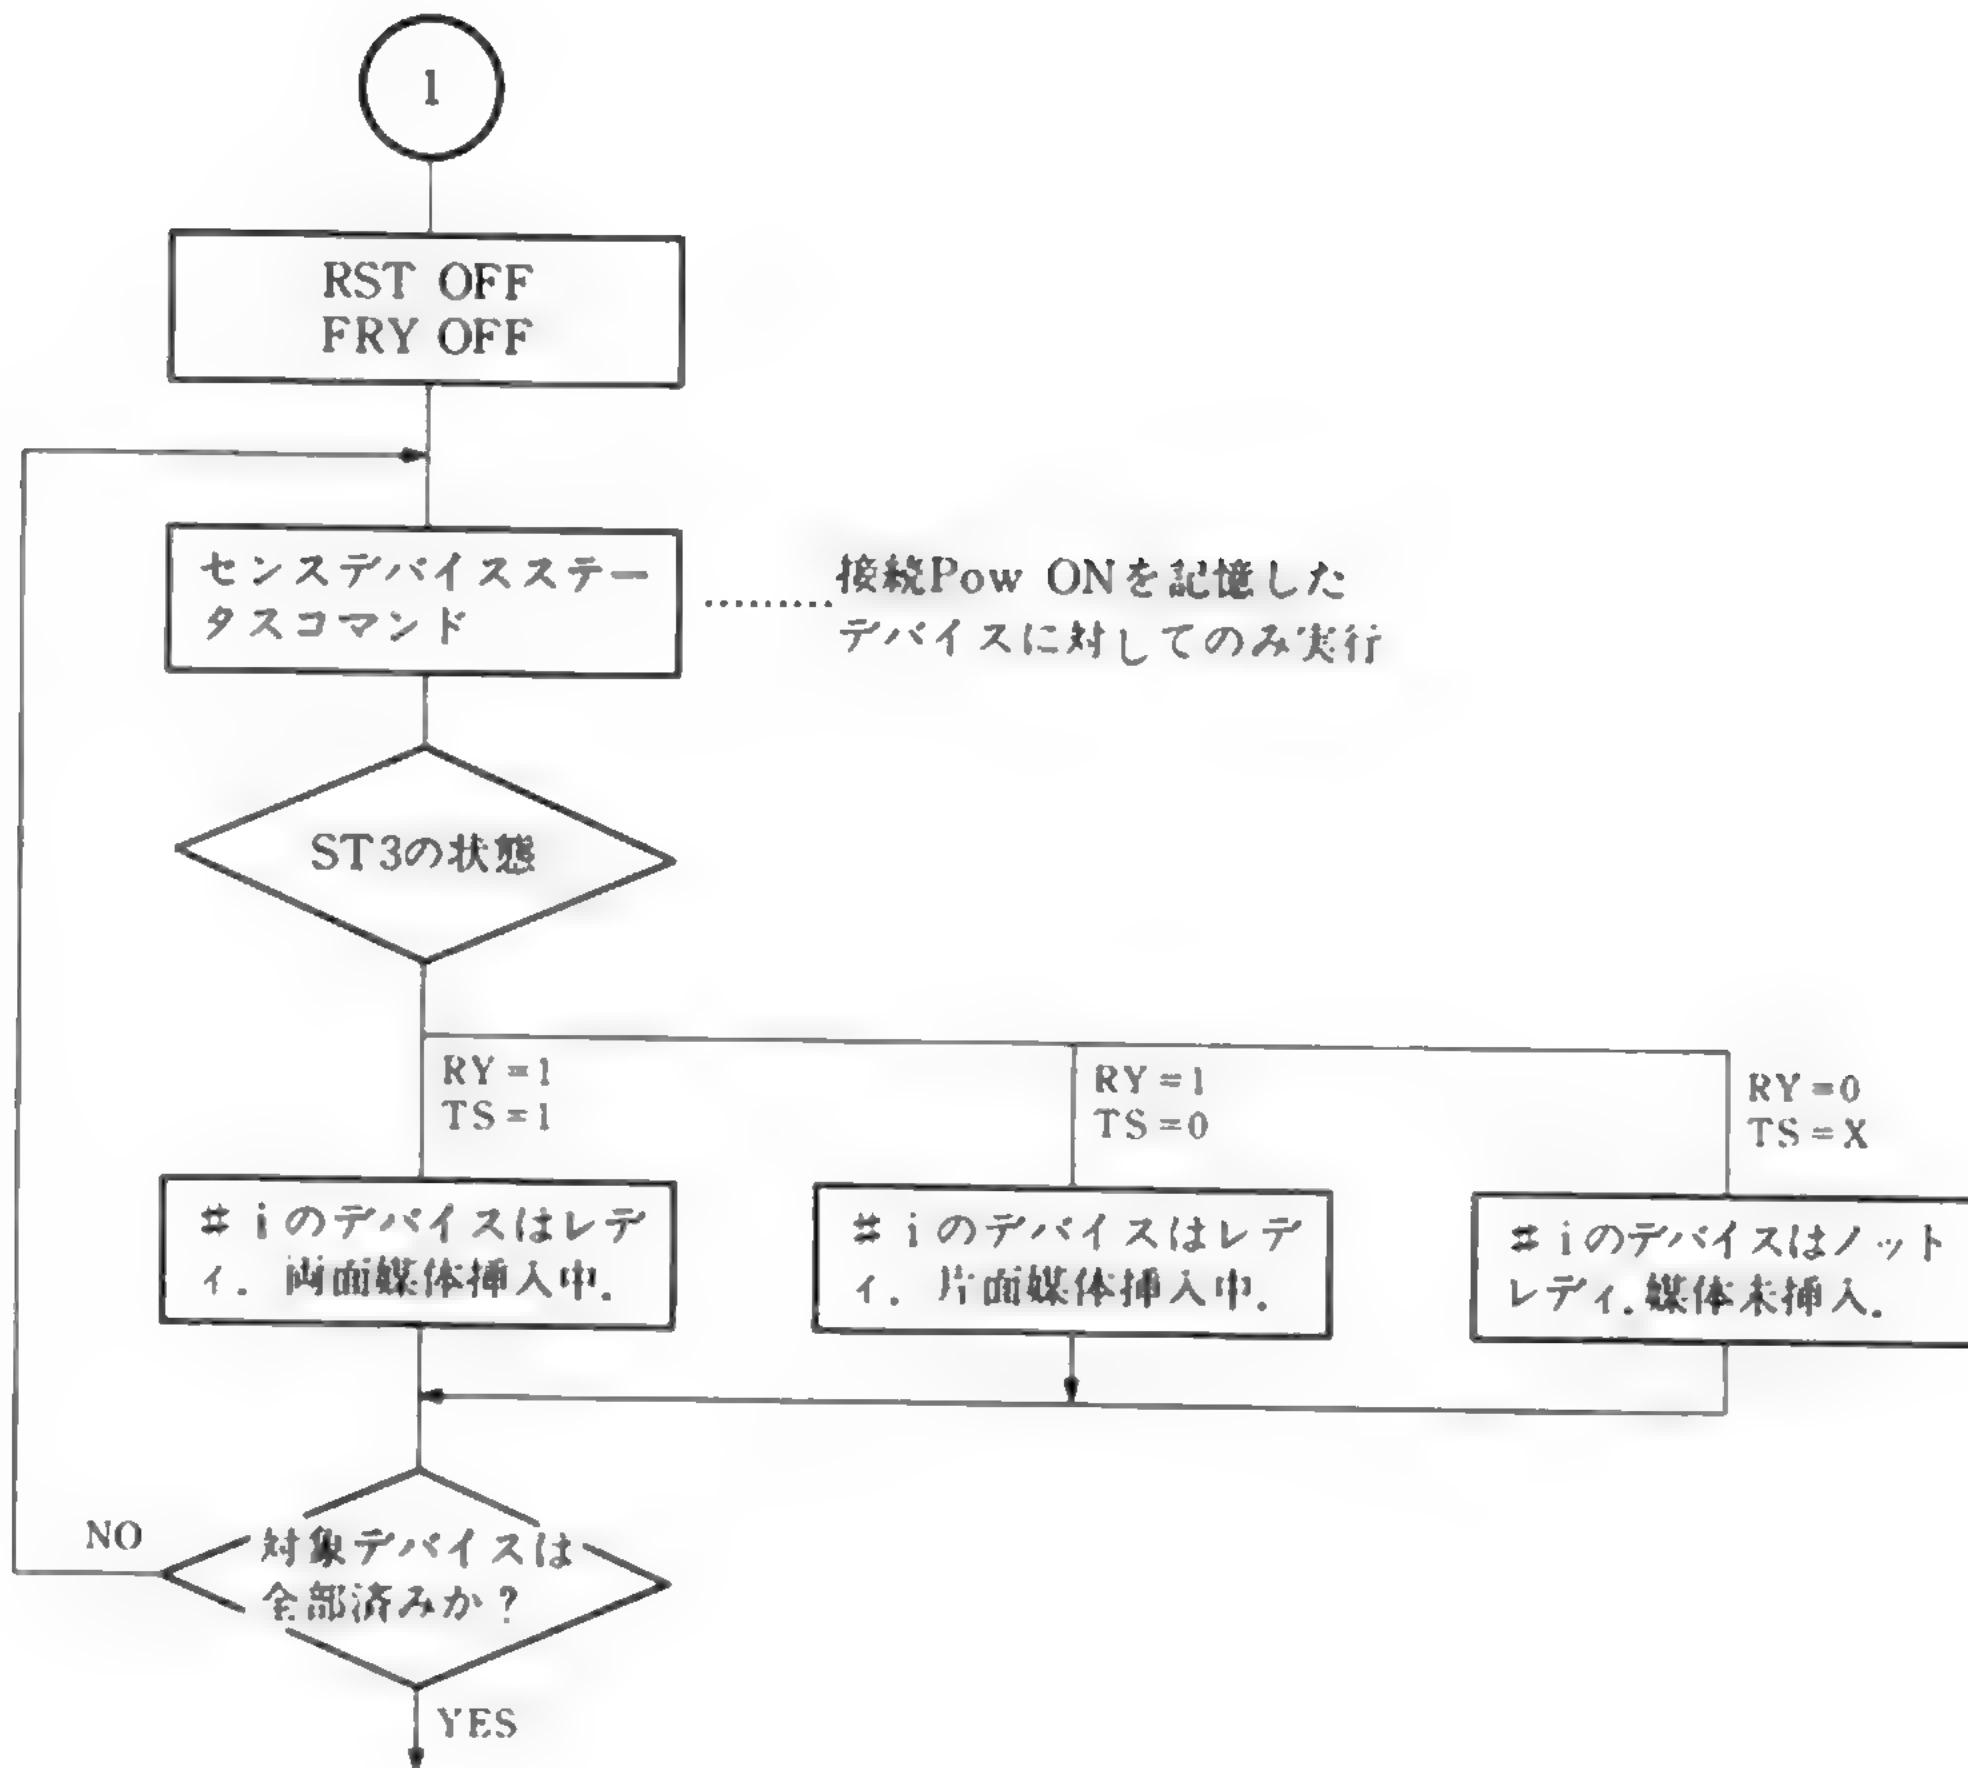 1
RST OFF
FRY OFF
センスデバイスステー
タスコマンド
接続Pow ONを記憶した
デバイスに対してのみ実行
ST3の状態
RY=1
TS=1
RY=1
TS=0
RY=0
TS=X
#iのデバイスはレデ
ィ.両面媒体挿入中.
#iのデバイスはレデ
ィ.片面媒体挿入中.
#iのデバイスはノット
レディ.媒体未挿入.
NO
対象デバイスは
全部済みか?
YES